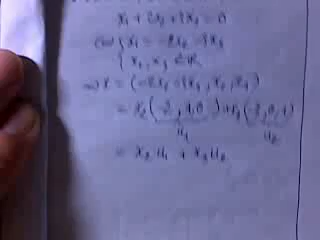 x₁ + 2x₂ + 3x₃ = 0
⇔ { x₁ = -2x₂ - 3x₃
{ x₂, x₃ ∈ ℝ
⇒ x = (-2x₂ - 3x₃, x₂, x₃)
= x₂(-2, 1, 0) + x₃(-3, 0, 1)
u₁ u₂
= x₂u₁ + x₃u₂